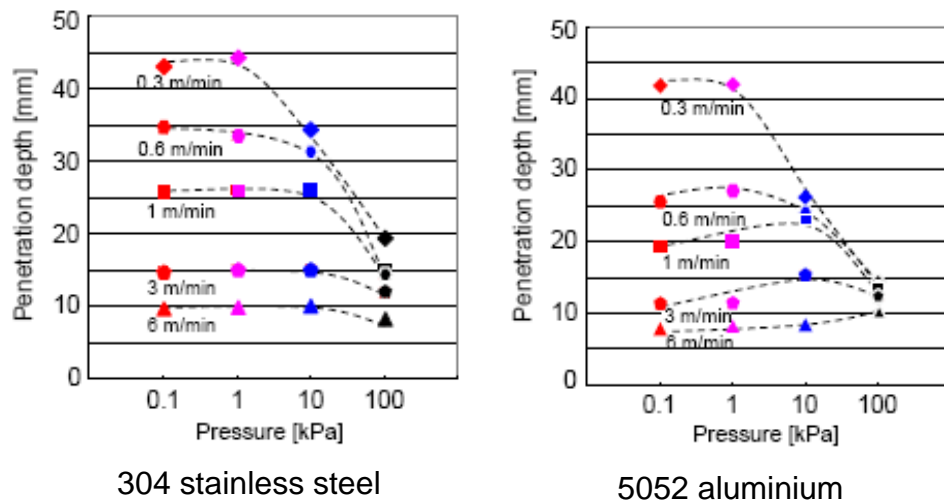 Penetration depth [mm]
50
40
30
20
10
0
0.3 m/min
0.6 m/min
1 m/min
3 m/min
6 m/min
0.1 1 10 100
Pressure [kPa]
304 stainless steel
Penetration depth [mm]
50
40
30
20
10
0
0.3 m/min
0.6 m/min
1 m/min
3 m/min
6 m/min
0.1 1 10 100
Pressure [kPa]
5052 aluminium